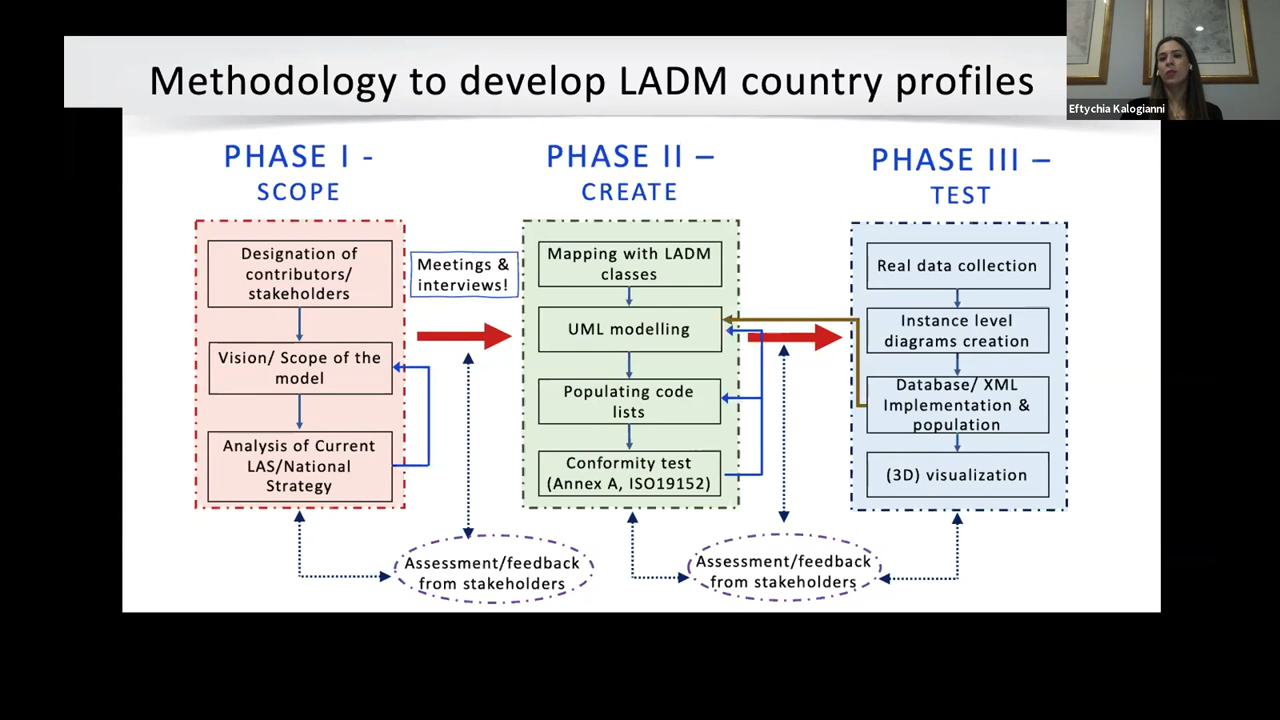 Methodology to develop LADM country profiles
Eftychia Kalogianni
PHASE I -
SCOPE
Designation of
contributors/
stakeholders
Vision/ Scope of the
model
Analysis of Current
LAS/National
Strategy
Meetings &
interviews!
PHASE II –
CREATE
Mapping with LADM
classes
UML modelling
Populating code
lists
Conformity test
(Annex A, ISO19152)
PHASE III –
TEST
Real data collection
Instance level
diagrams creation
Database/ XML
Implementation &
population
(3D) visualization
Assessment/feedback
from stakeholders
Assessment/feedback
from stakeholders